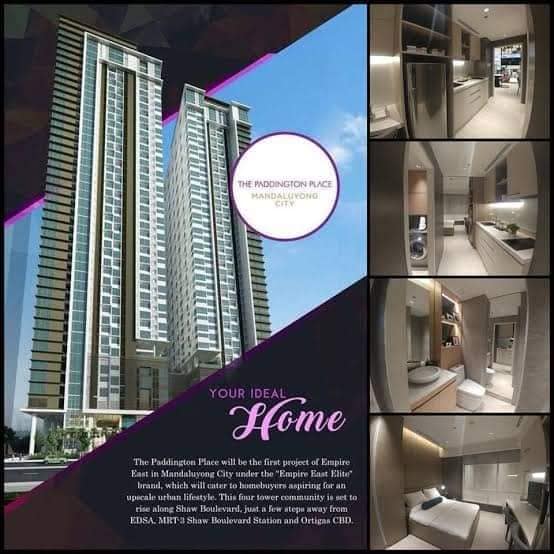 THE PADDINGTON PLACE
MANDALUYONG
CITY
YOUR IDEAL
Home
The Paddington Place will be the first project of Empire
East in Mandaluyong City under the "Empire East Elite"
brand, which will cater to homebuyers aspiring for an
upscale urban lifestyle. This four tower community is set to
rise along Shaw Boulevard, just a few steps away from
EDSA, MRT-3 Shaw Boulevard Station and Ortigas CBD.